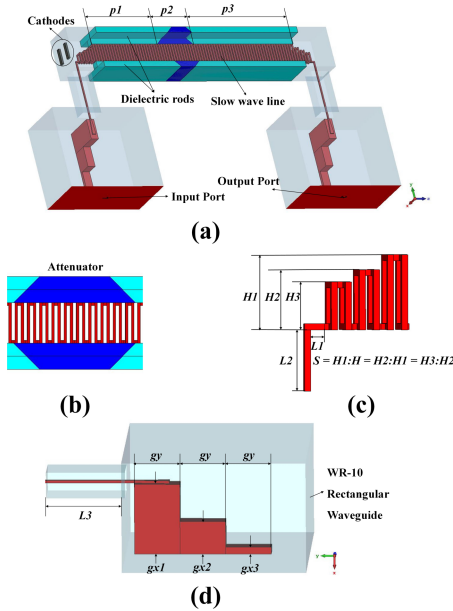 p1 p2 p3
Cathodes
Dielectric rods
Slow wave line
Output Port
Input Port
(a)
Attenuator
(b)
H1 H2 H3
L1
L2
S = H1:H = H2:H1 = H3:H2
(c)
gy gy gy
WR-10
Rectangular
Waveguide
L3
gx1 gx2 gx3
(d)